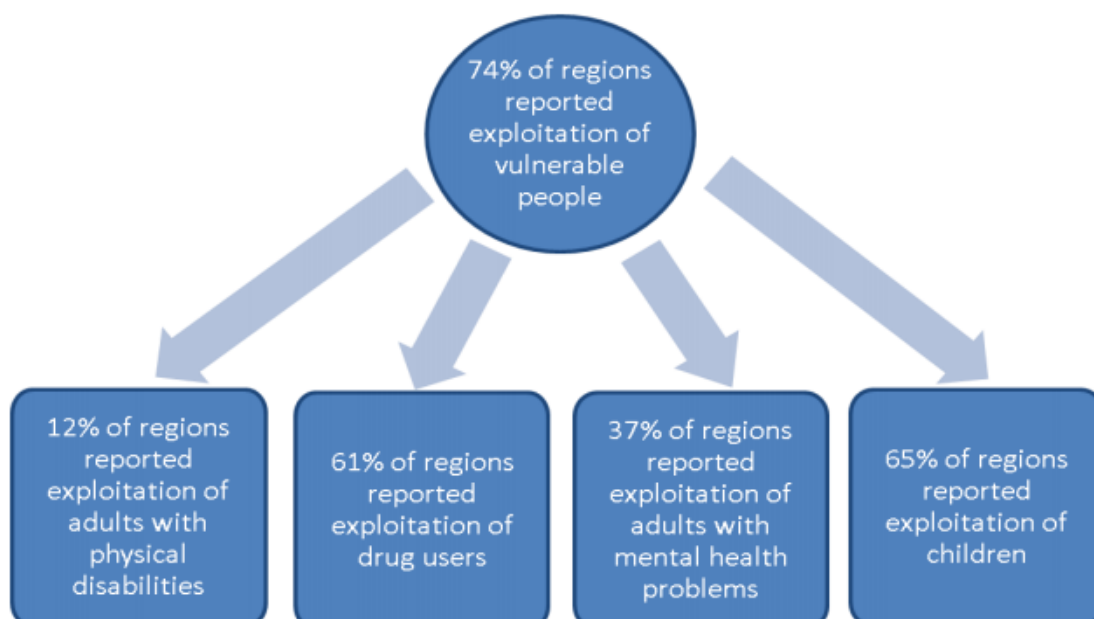 74% of regions
reported
exploitation of
vulnerable
people
12% of regions
reported
exploitation of
adults with
physical
disabilities
61% of regions
reported
exploitation of
drug users
37% of regions
reported
exploitation of
adults with
mental health
problems
65% of regions
reported
exploitation of
children